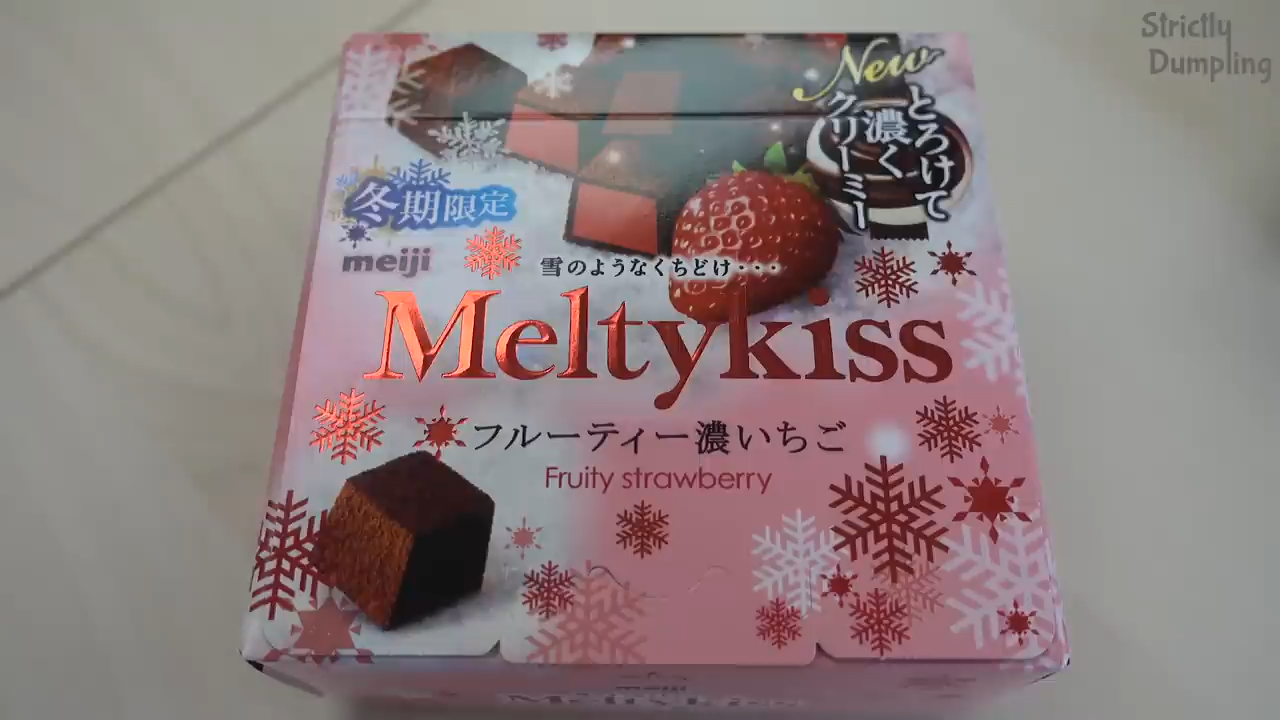 Strictly
Dumpling
New
とろけて
濃く
クリーミー
冬期限定
meiji
雪のようなくちどけ・・・
Meltykiss
フルーティー濃いちご
Fruity strawberry